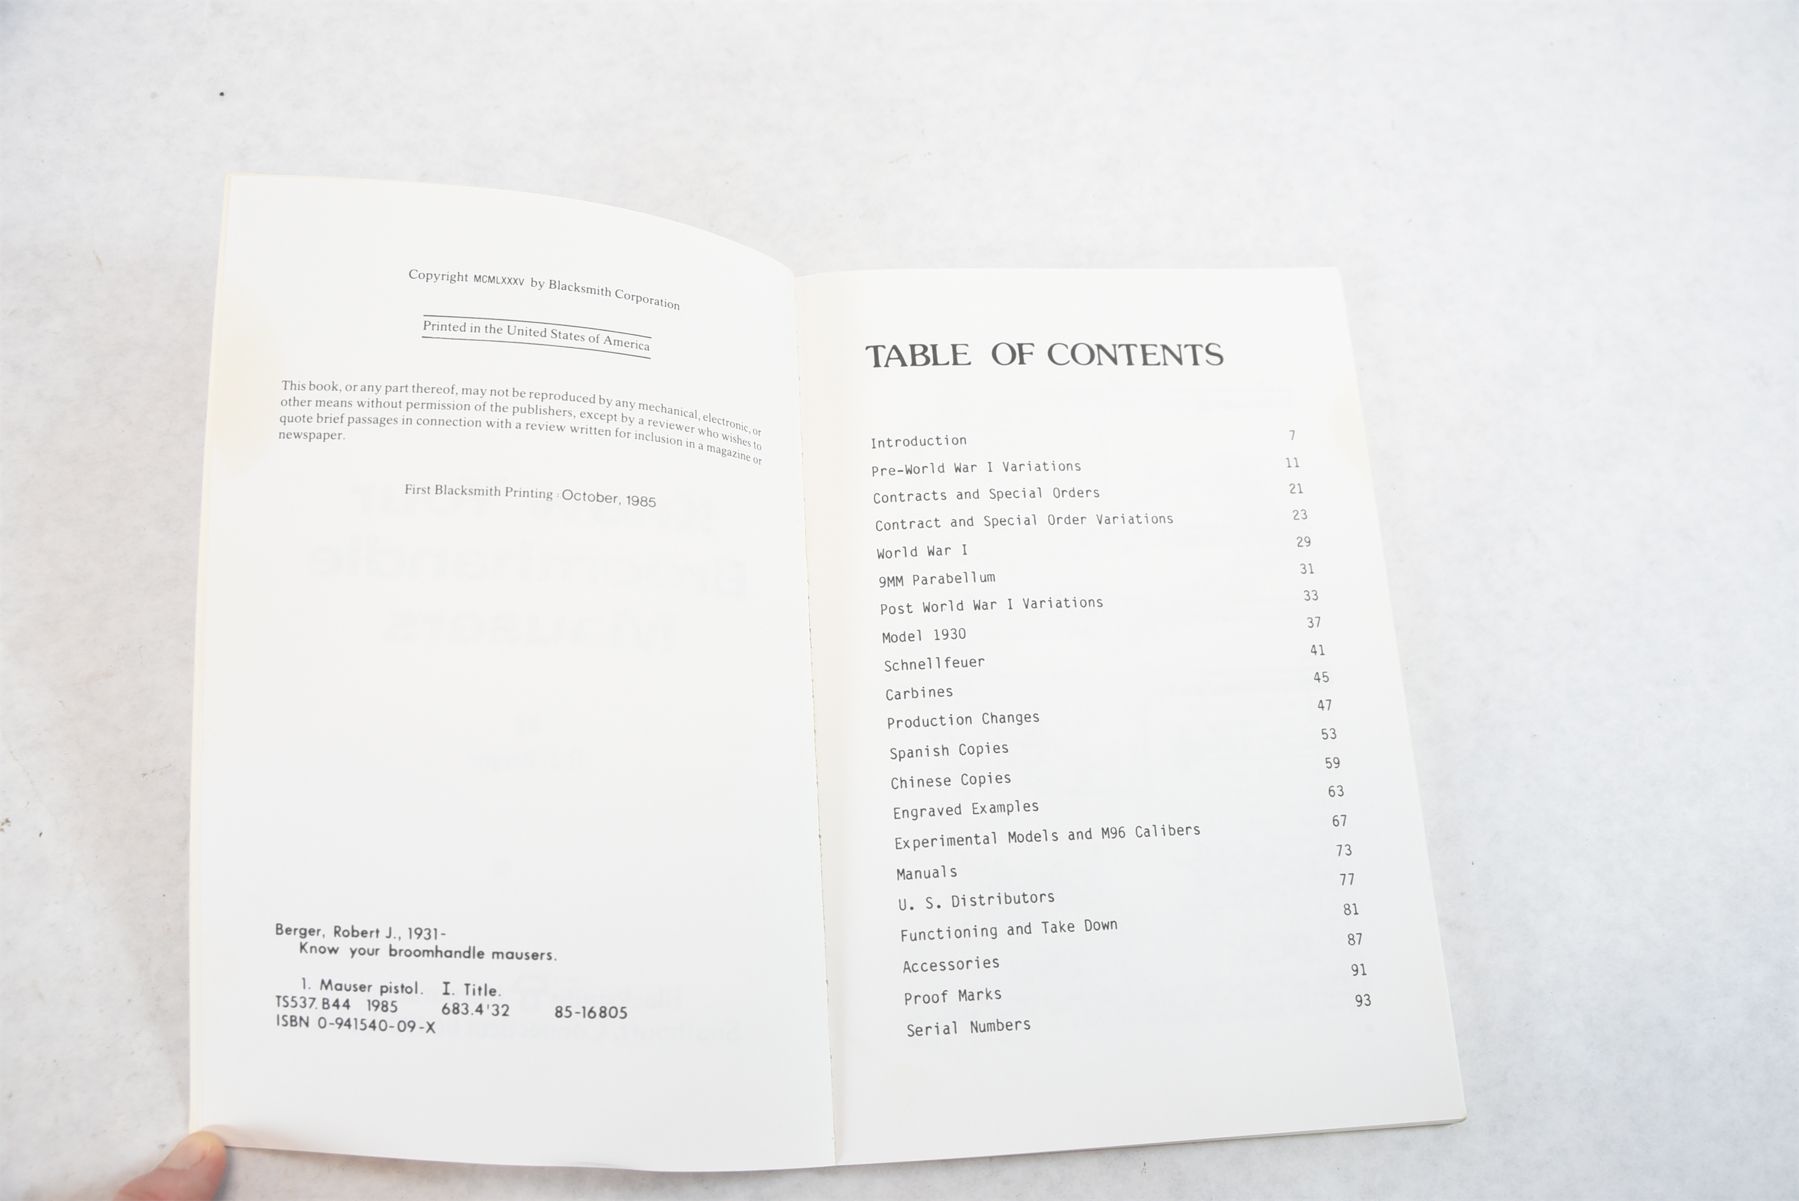 Copyright MCMLXXXV by Blacksmith Corporation
Printed in the United States of America
This book, or any part thereof, may not be reproduced by any mechanical, electronic, or
other means without permission of the publishers, except by a reviewer who wishes to
quote brief passages in connection with a review written for inclusion in a magazine or
newspaper.
First Blacksmith Printing: October, 1985
Berger, Robert J., 1931-
Know your broomhandle mausers.
1. Mauser pistol. I. Title.
TS537.B44 1985 683.4'32 85-16805
ISBN 0-941540-09-X
TABLE OF CONTENTS
Introduction 7
Pre-World War I Variations 11
Contracts and Special Orders 21
Contract and Special Order Variations 23
World War I 29
9MM Parabellum 31
Post World War I Variations 33
Model 1930 37
Schnellfeuer 41
Carbines 45
Production Changes 47
Spanish Copies 53
Chinese Copies 59
Engraved Examples 63
Experimental Models and M96 Calibers 67
Manuals 73
U. S. Distributors 77
Functioning and Take Down 81
Accessories 87
Proof Marks 91
Serial Numbers 93